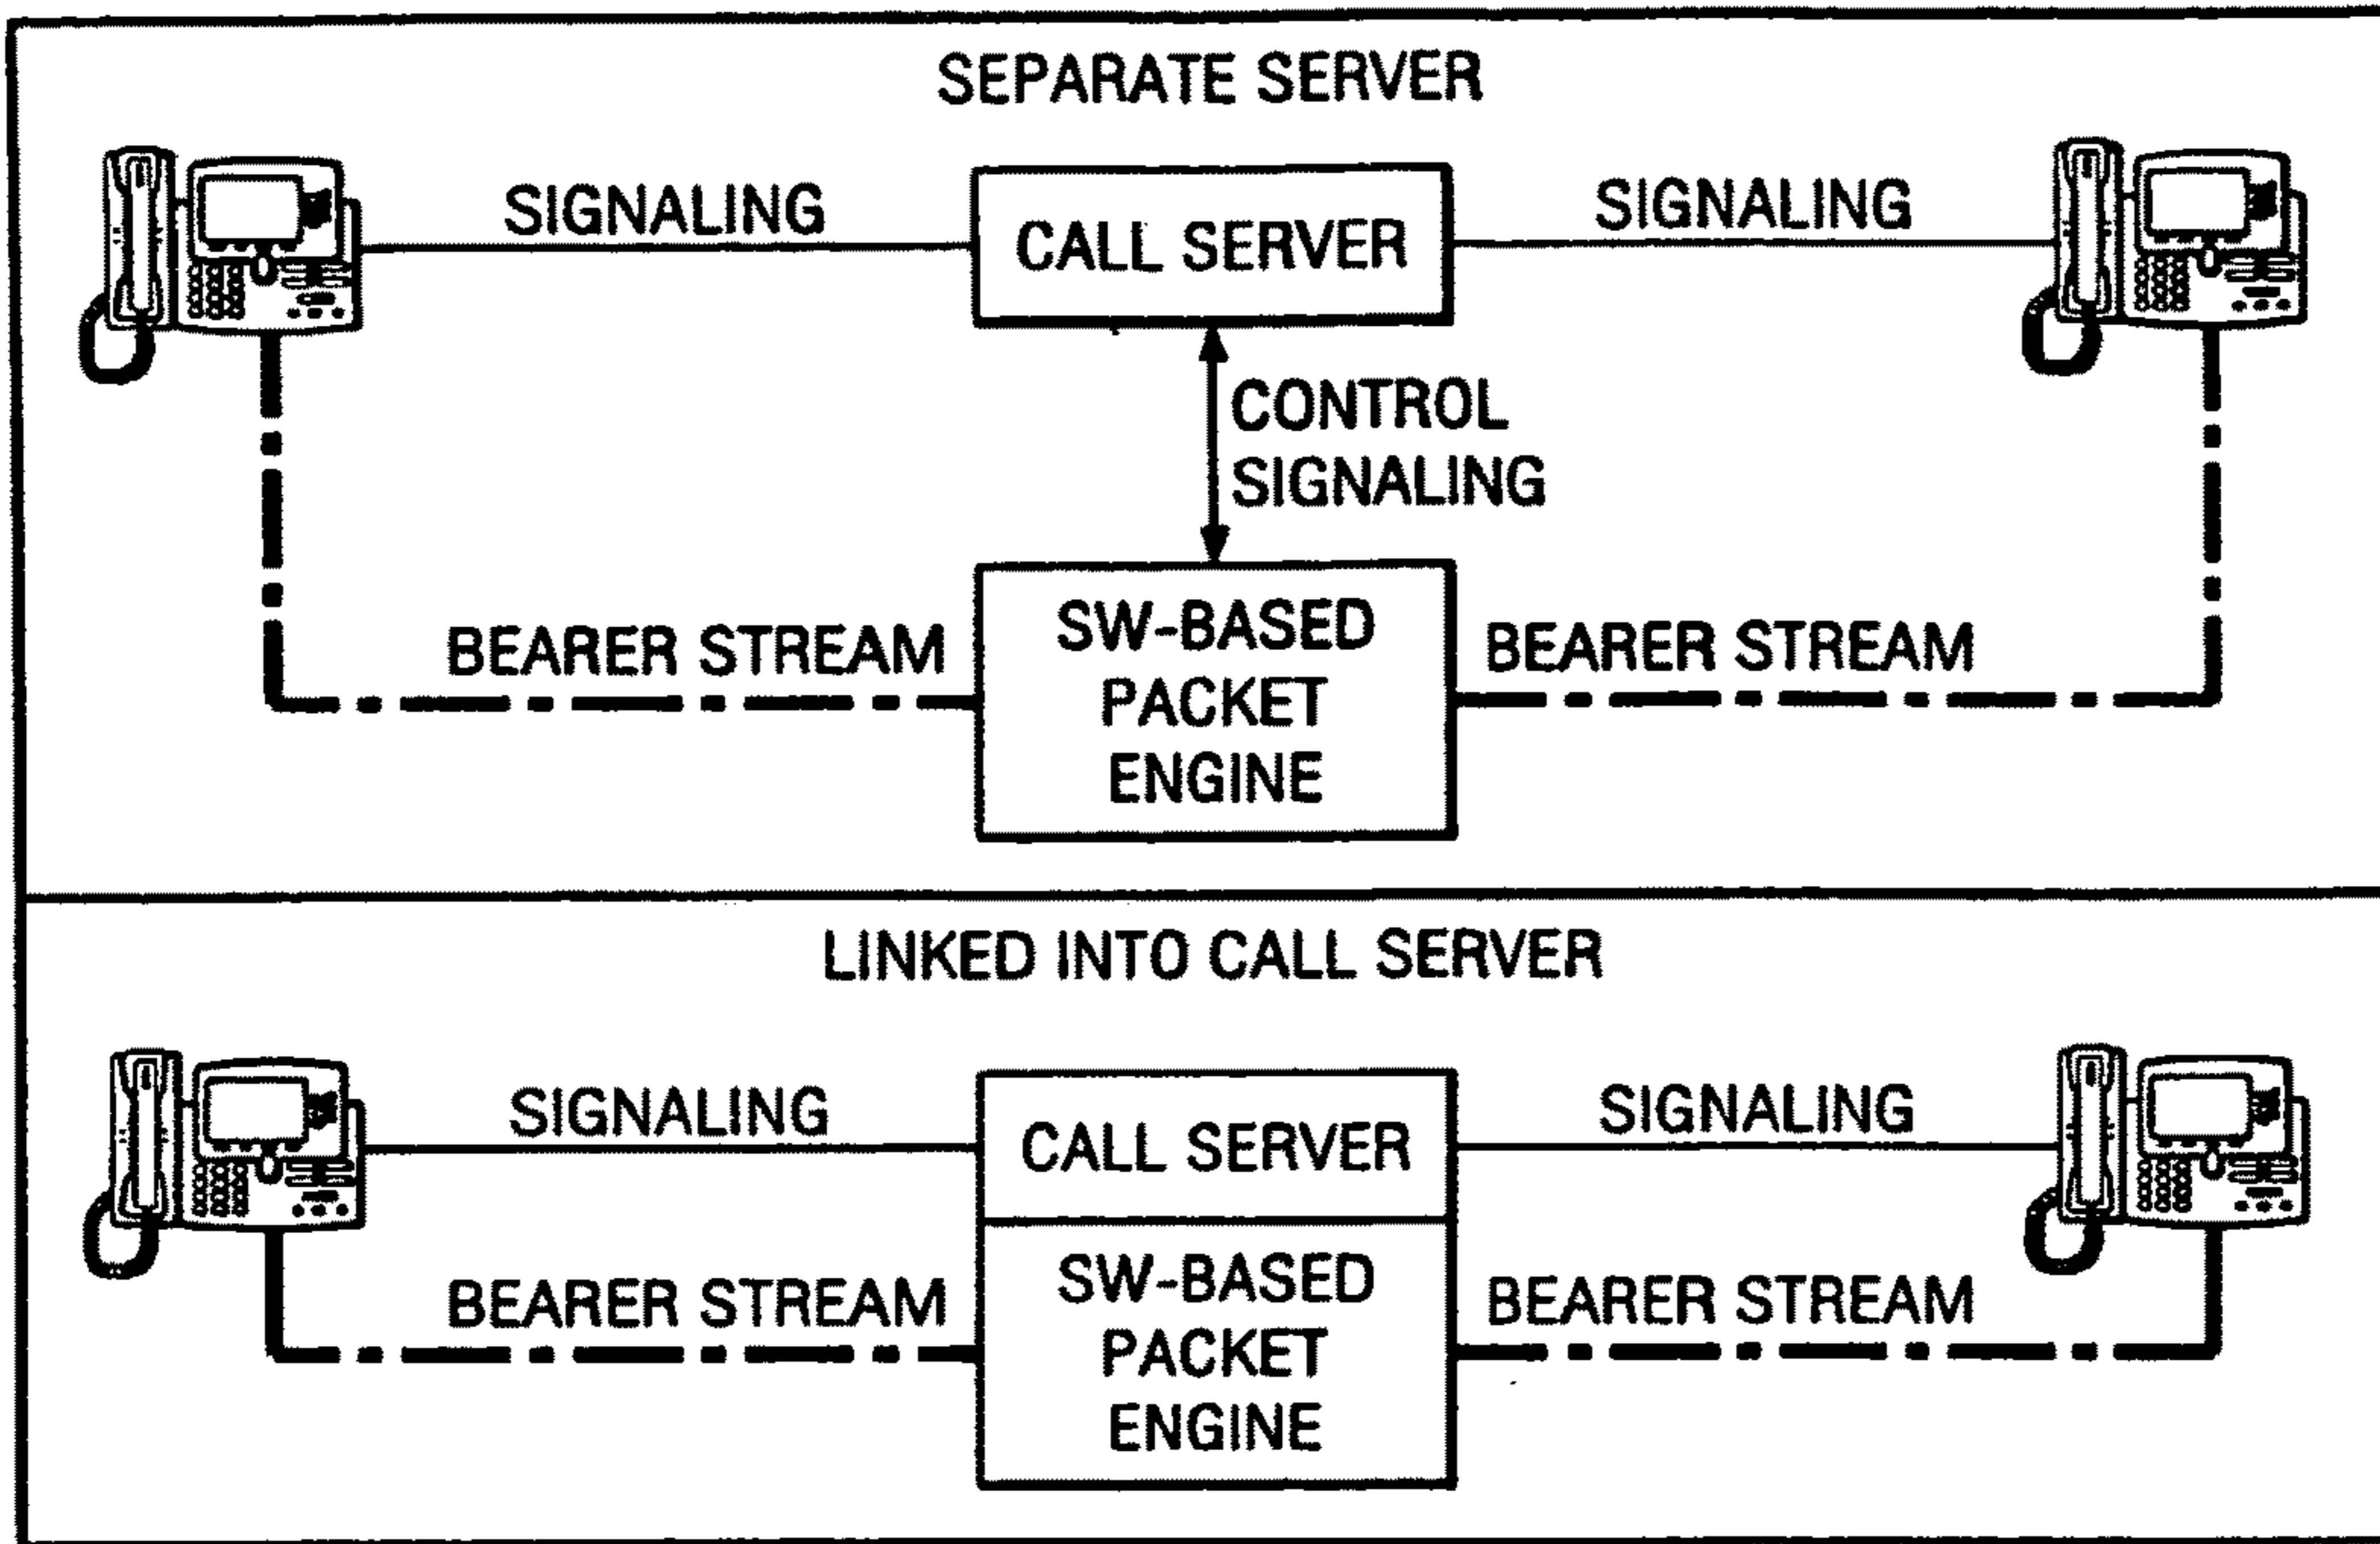 SEPARATE SERVER
SIGNALING
CALL SERVER
SIGNALING
CONTROL
SIGNALING
BEARER STREAM
SW-BASED
PACKET
ENGINE
BEARER STREAM
LINKED INTO CALL SERVER
SIGNALING
CALL SERVER
SIGNALING
BEARER STREAM
SW-BASED
PACKET
ENGINE
BEARER STREAM